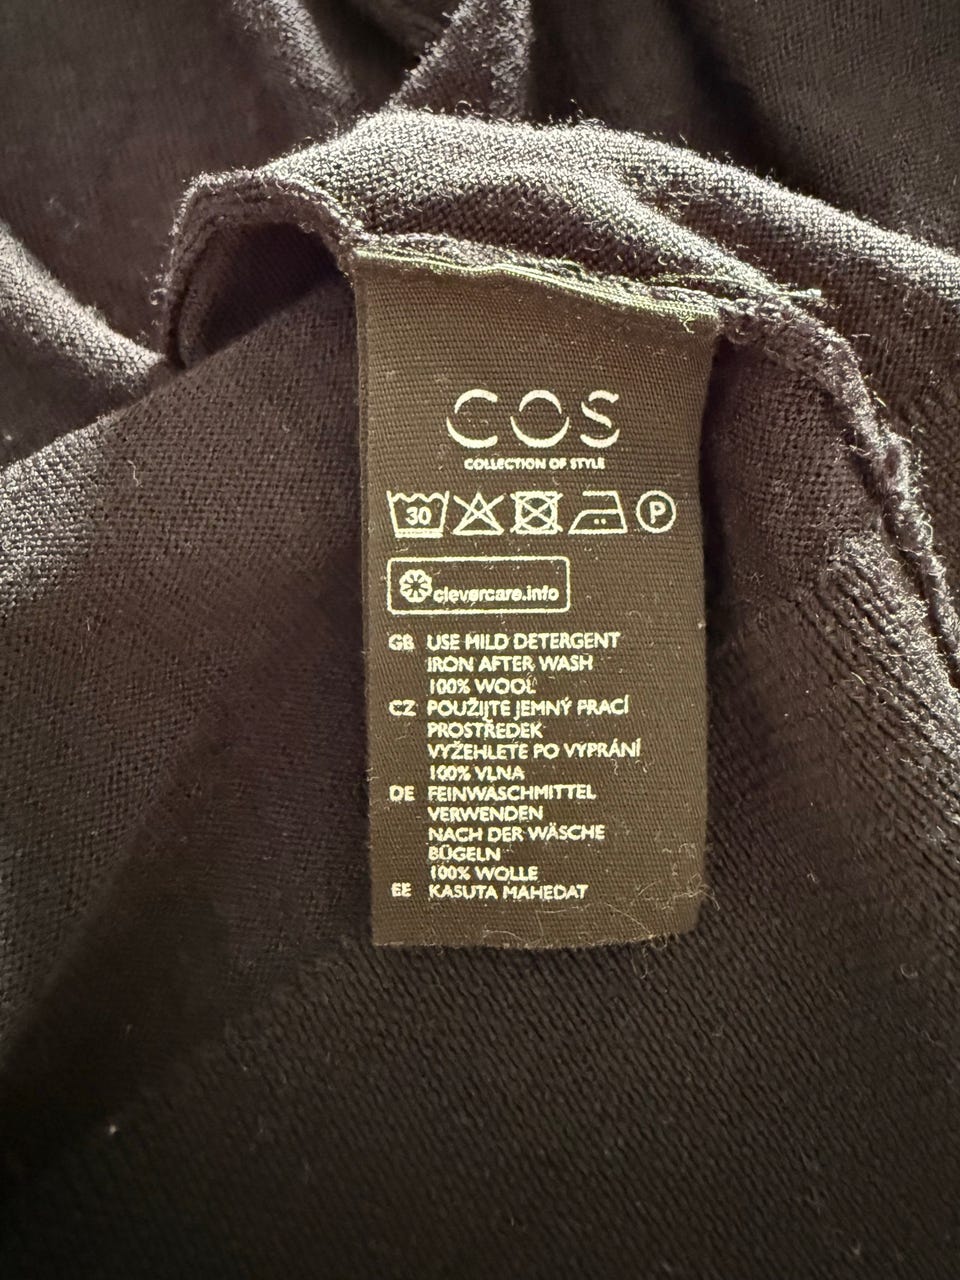 COS
COLLECTION OF STYLE
30 P
clevercare.info
GB USE MILD DETERGENT
IRON AFTER WASH
100% WOOL
CZ POUŽIJTE JEMNÝ PRACÍ
PROSTŘEDEK
VYŽEHLETE PO VYPRÁNÍ
100% VLNA
DE FEINWASCHMITTEL
VERWENDEN
NACH DER WÄSCHE
BÜGELN
100% WOLLE
EE KASUTA MAHEDAT